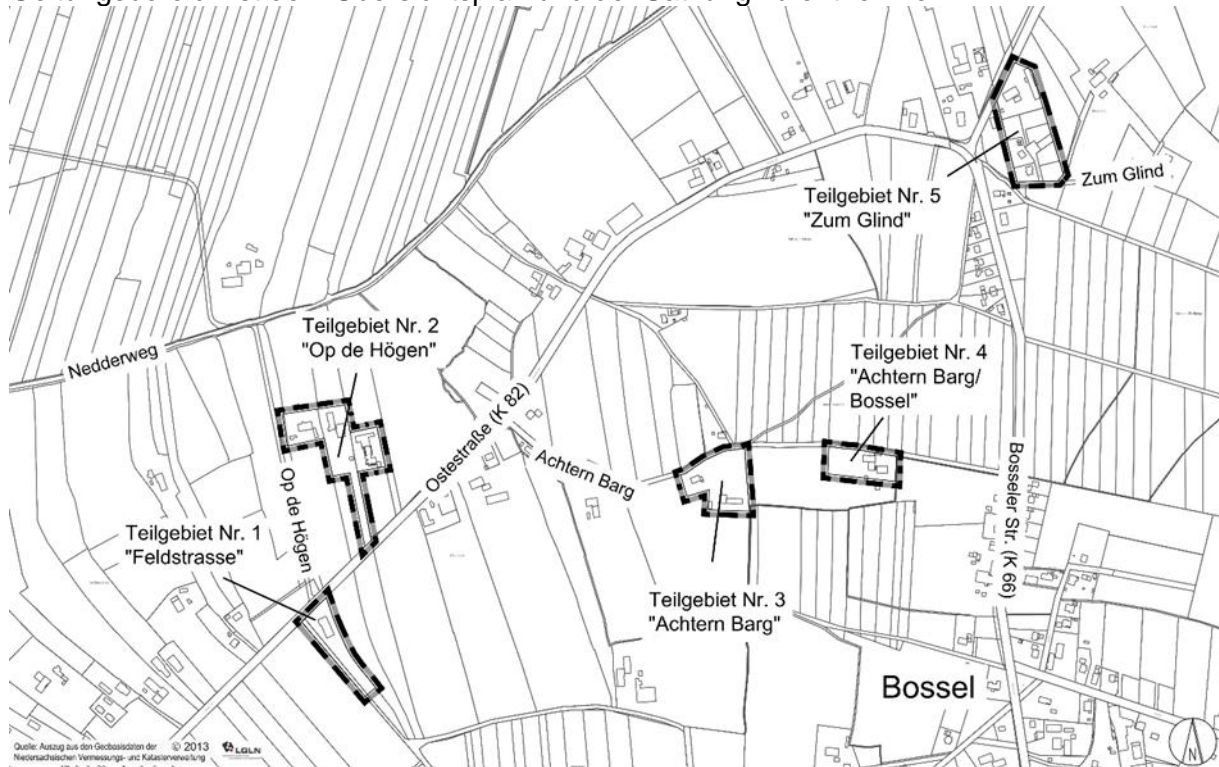 Teilgebiet Nr. 5
"Zum Glind"
Zum Glind
Teilgebiet Nr. 2
"Op de Högen"
Nedderweg
Teilgebiet Nr. 4
"Achtern Barg/
Bossel"
Ostestraße (K 82)
Achtern Barg
Op de Högen
Bosseler Str. (K 66)
Teilgebiet Nr. 1
"Feldstrasse"
Teilgebiet Nr. 3
"Achtern Barg"
Bossel
Quelle: Auszug aus den Geobasisdaten der © 2013 LGLN
Niedersächsischen Vermessungs- und Katasterverwaltung
N